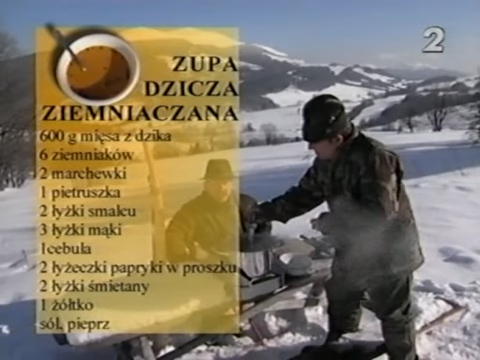 2
ZUPA
DZICZA
ZIEMNIACZANA
600 g mięsa z dzika
6 ziemniaków
2 marchewki
1 pietruszka
2 łyżki smalcu
3 łyżki mąki
1cebula
2 łyżeczki papryki w proszku
2 łyżki śmietany
1 żółtko
sól, pieprz